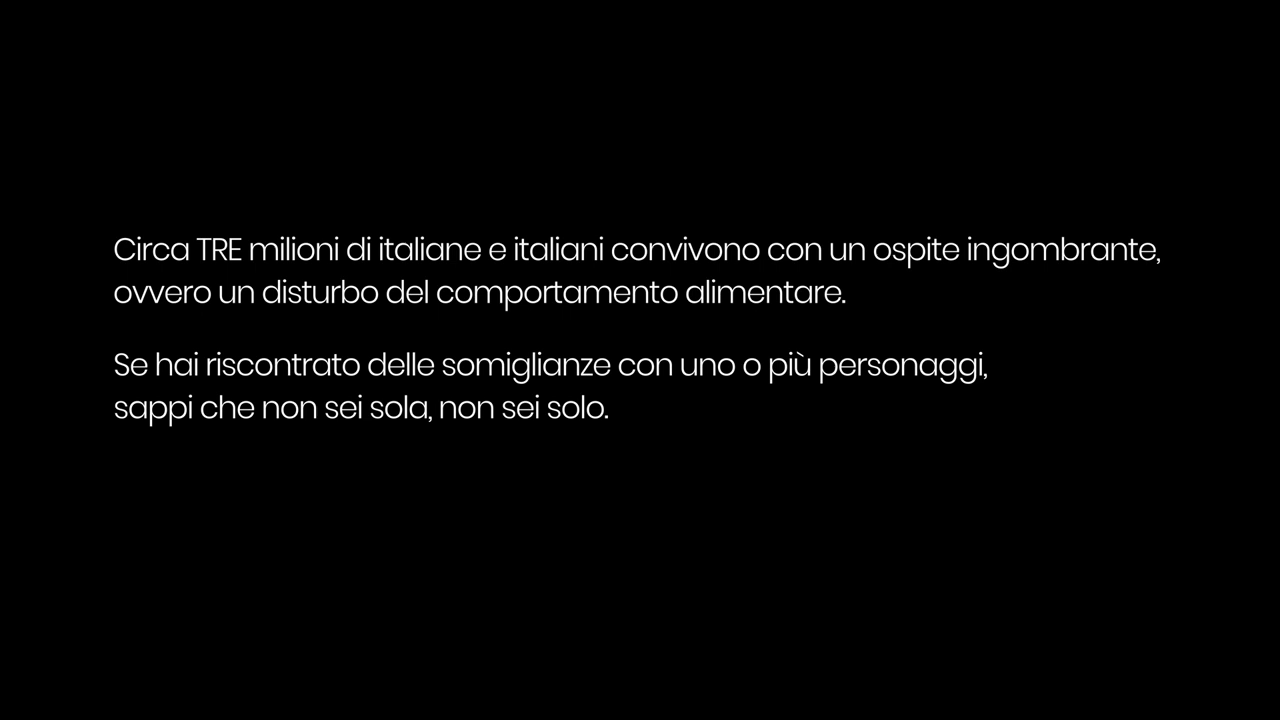 Circa TRE milioni di italiane e italiani convivono con un ospite ingombrante,
ovvero un disturbo del comportamento alimentare.
Se hai riscontrato delle somiglianze con uno o più personaggi,
sappi che non sei sola, non sei solo.